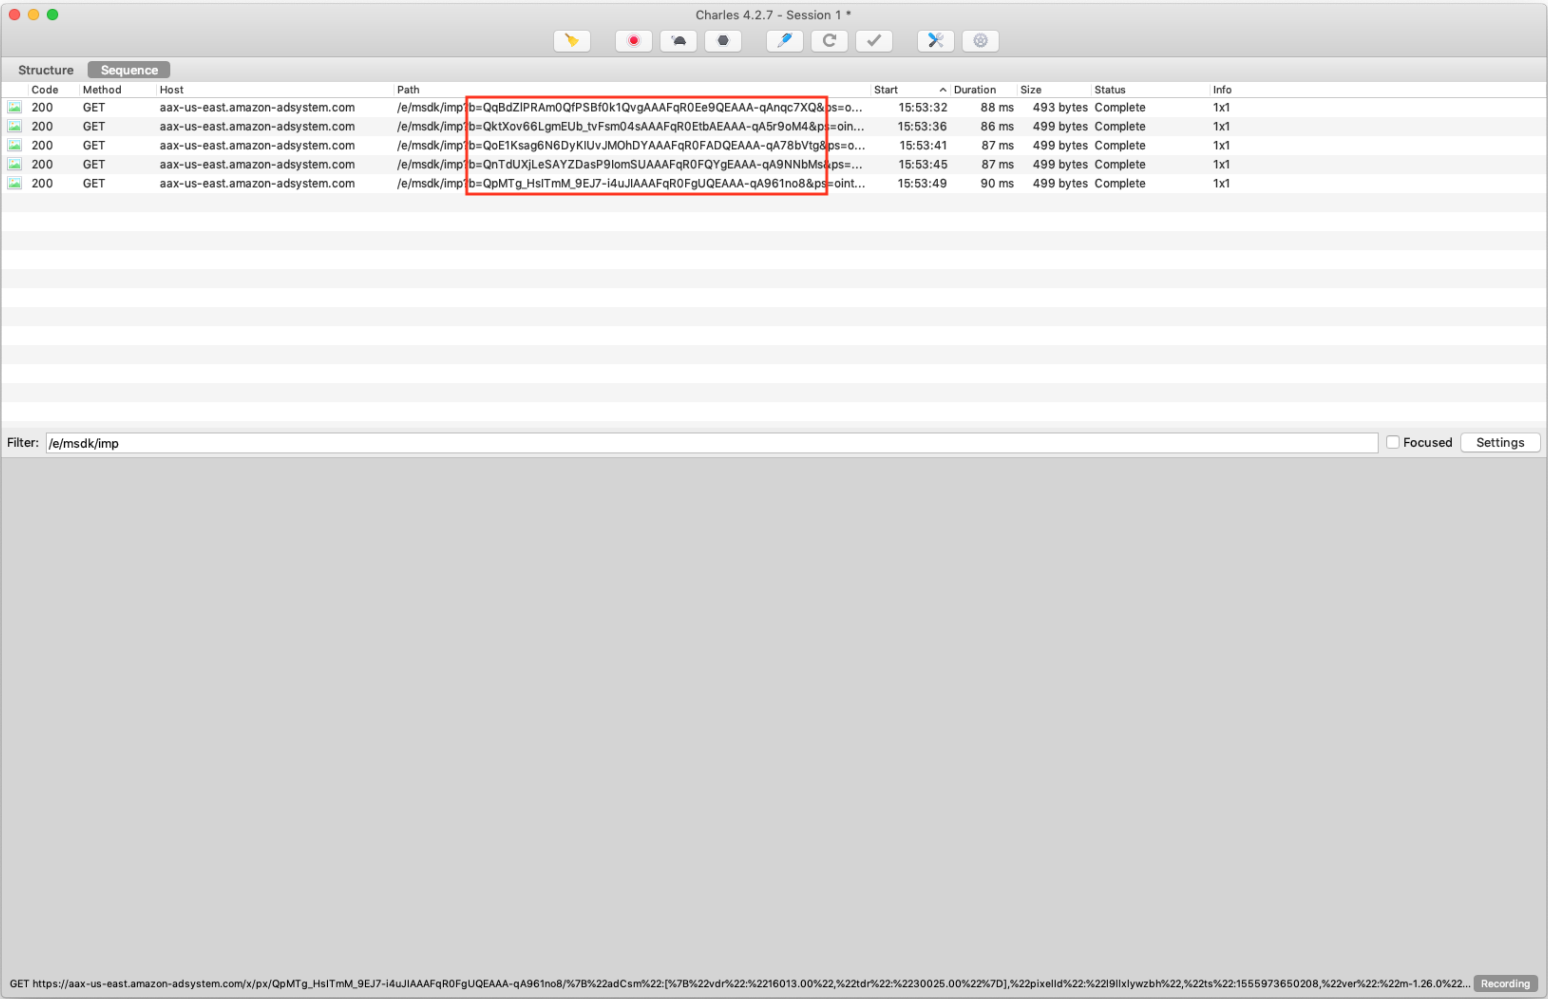 Charles 4.2.7 - Session 1 *
Structure Sequence
Code Method Host Path Start Duration Size Status Info
200 GET aax-us-east.amazon-adsystem.com /e/msdk/imp?b=QqBdZIPRAm0QfPSBf0k1QvgAAAFqR0Ee9QEAAA-qAnqc7XQ&ps=o... 15:53:32 88 ms 493 bytes Complete 1x1
200 GET aax-us-east.amazon-adsystem.com /e/msdk/imp?b=QktXov66LgmEUb_tvFsm04sAAAFqR0EtbAEAAA-qA5r9oM4&ps=oin... 15:53:36 86 ms 499 bytes Complete 1x1
200 GET aax-us-east.amazon-adsystem.com /e/msdk/imp?b=QoE1Ksag6N6DyKIUvJMOhDYAAAFqR0FADQEAAA-qA78bVtg&ps=o... 15:53:41 87 ms 499 bytes Complete 1x1
200 GET aax-us-east.amazon-adsystem.com /e/msdk/imp?b=QnTdUXjLeSAYZDasP9IomSUAAAFqR0FQYgEAAA-qA9NNbMs&ps=... 15:53:45 87 ms 499 bytes Complete 1x1
200 GET aax-us-east.amazon-adsystem.com /e/msdk/imp?b=QpMTg_HsITmM_9EJ7-i4uJIAAAFqR0FgUQEAAA-qA961no8&ps=oint... 15:53:49 90 ms 499 bytes Complete 1x1
Filter: /e/msdk/imp Focused Settings
GET https://aax-us-east.amazon-adsystem.com/x/px/QpMTg_HsITmM_9EJ7-i4uJIAAAFqR0FgUQEAAA-qA961no8/%7B%22adCsm%22:[%7B%22vdr%22:%2216013.00%22,%22tdr%22:%2230025.00%22%7D],%22pixelId%22:%22l9llxlywzbh%22,%22ts%22:1555973650208,%22ver%22:%22m-1.26.0%22... Recording